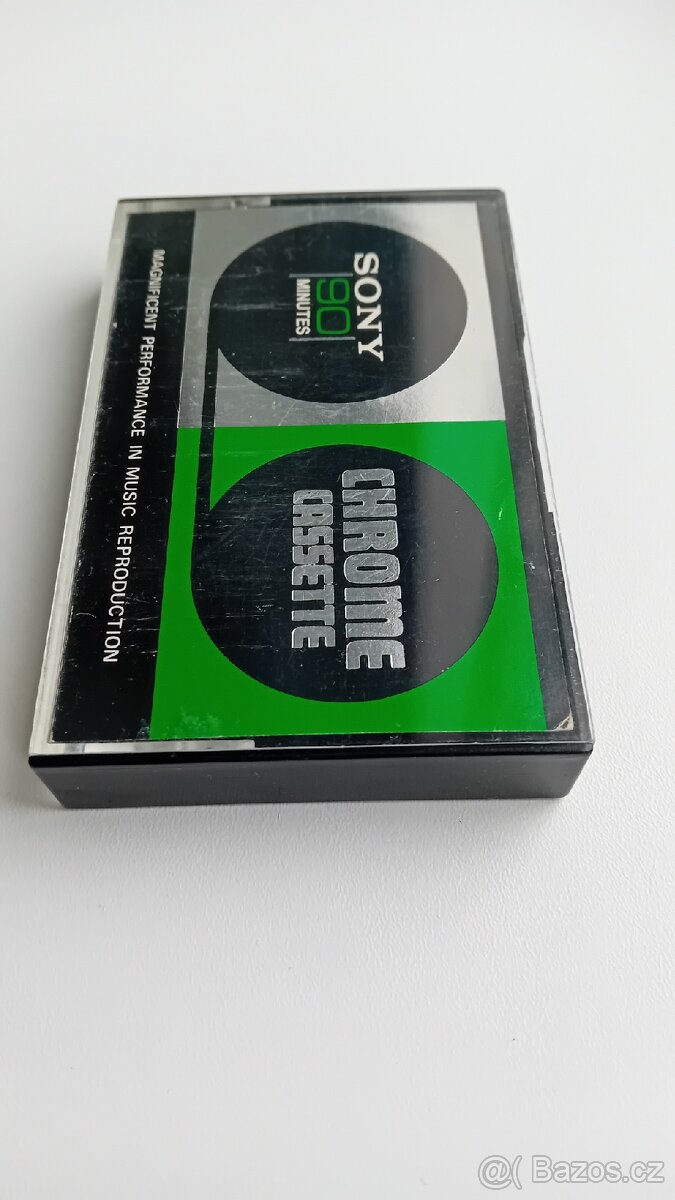 SONY
90
MINUTES
CHROME
CASSETTE
MAGNIFICENT PERFORMANCE IN MUSIC REPRODUCTION
@( Bazos.cz